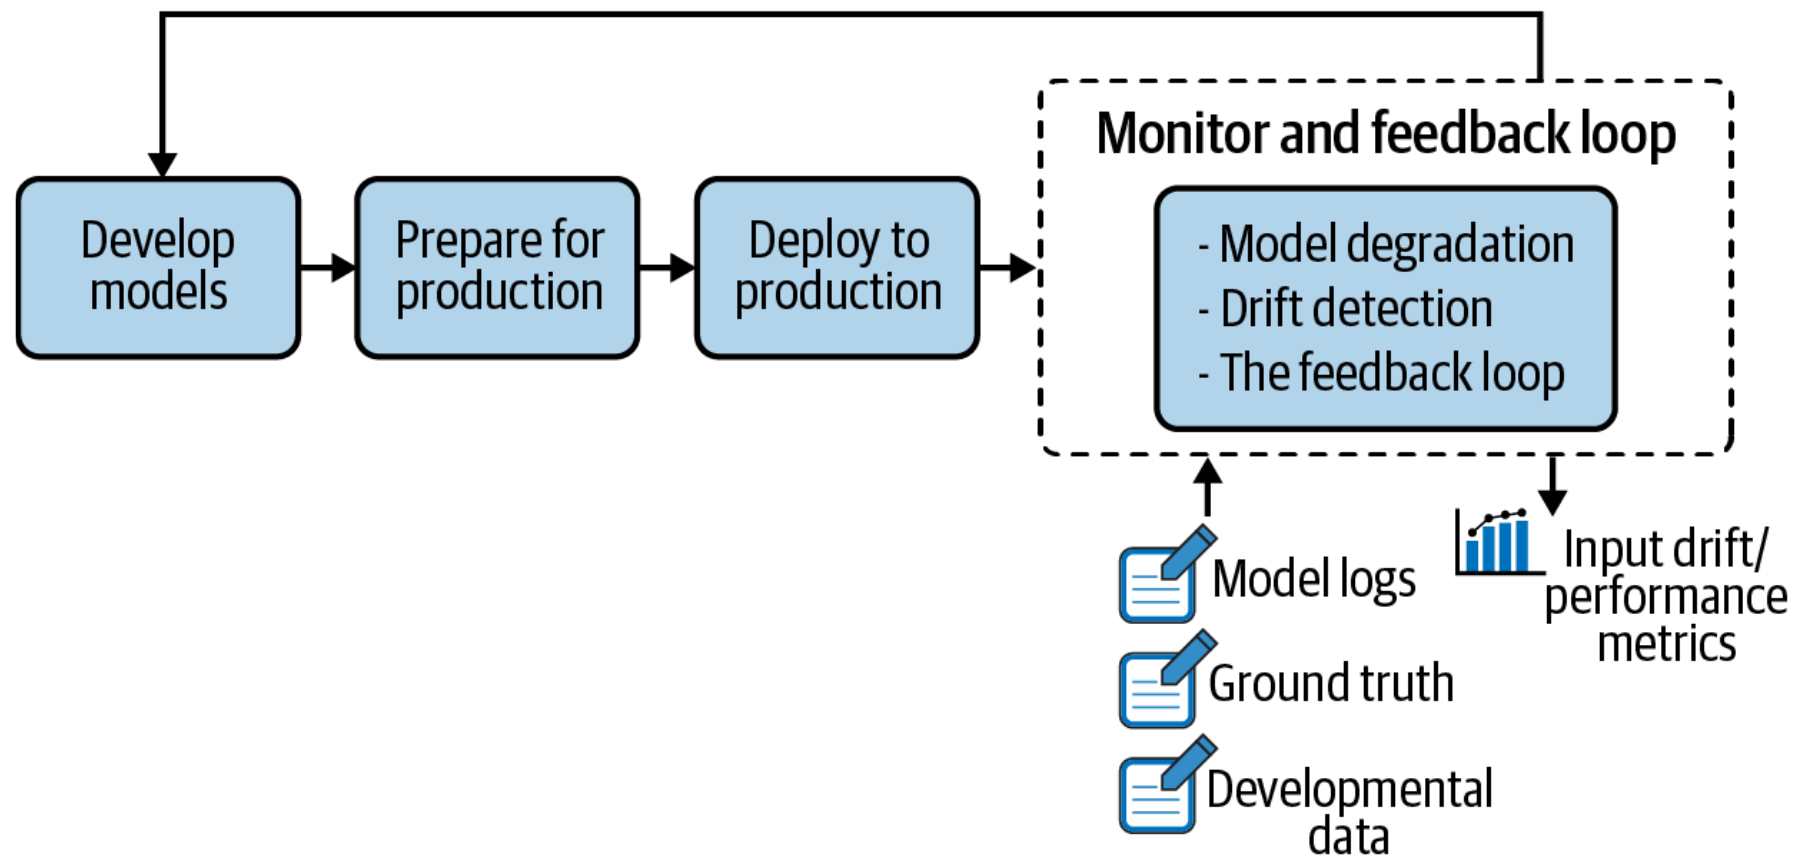 Monitor and feedback loop
Develop
models
Prepare for
production
Deploy to
production
- Model degradation
- Drift detection
- The feedback loop
Model logs
Ground truth
Developmental
data
Input drift/
performance
metrics